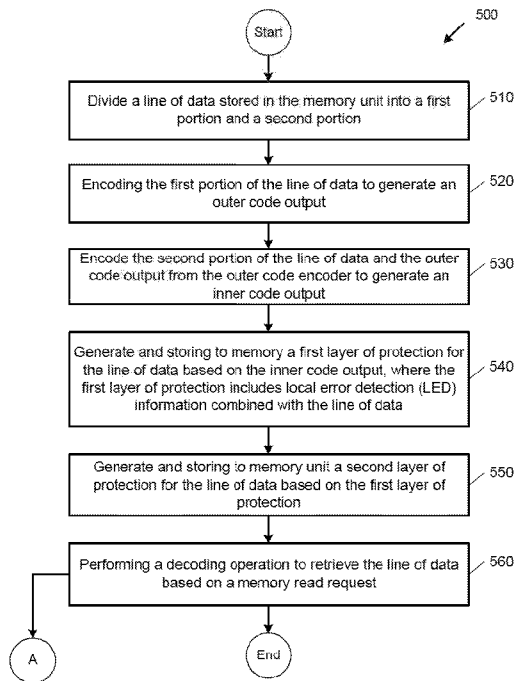 Start
500
Divide a line of data stored in the memory unit into a first
portion and a second portion
510
Encoding the first portion of the line of data to generate an
outer code output
520
Encode the second portion of the line of data and the outer
code output from the outer code encoder to generate an
inner code output
530
Generate and storing to memory a first layer of protection for
the line of data based on the inner code output, where the
first layer of protection includes local error detection (LED)
information combined with the line of data
540
Generate and storing to memory unit a second layer of
protection for the line of data based on the first layer of
protection
550
Performing a decoding operation to retrieve the line of data
based on a memory read request
560
A
End